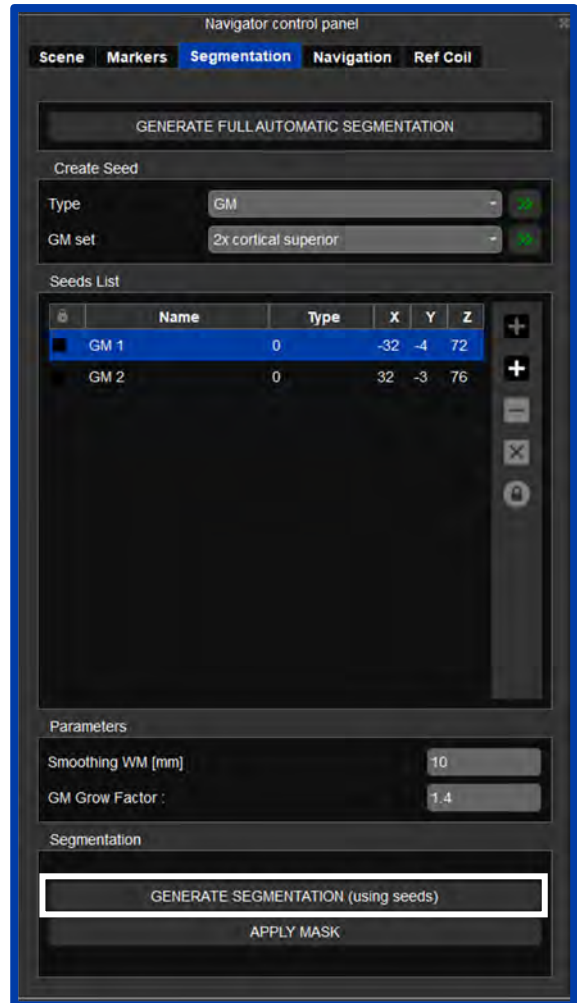 Navigator control panel
Scene Markers Segmentation Navigation Ref Coil
GENERATE FULL AUTOMATIC SEGMENTATION
Create Seed
Type GM
GM set 2x cortical superior
Seeds List
Name Type X Y Z
GM 1 0 -32 -4 72
GM 2 0 32 -3 76
Parameters
Smoothing WM [mm] 10
GM Grow Factor : 1.4
Segmentation
GENERATE SEGMENTATION (using seeds)
APPLY MASK